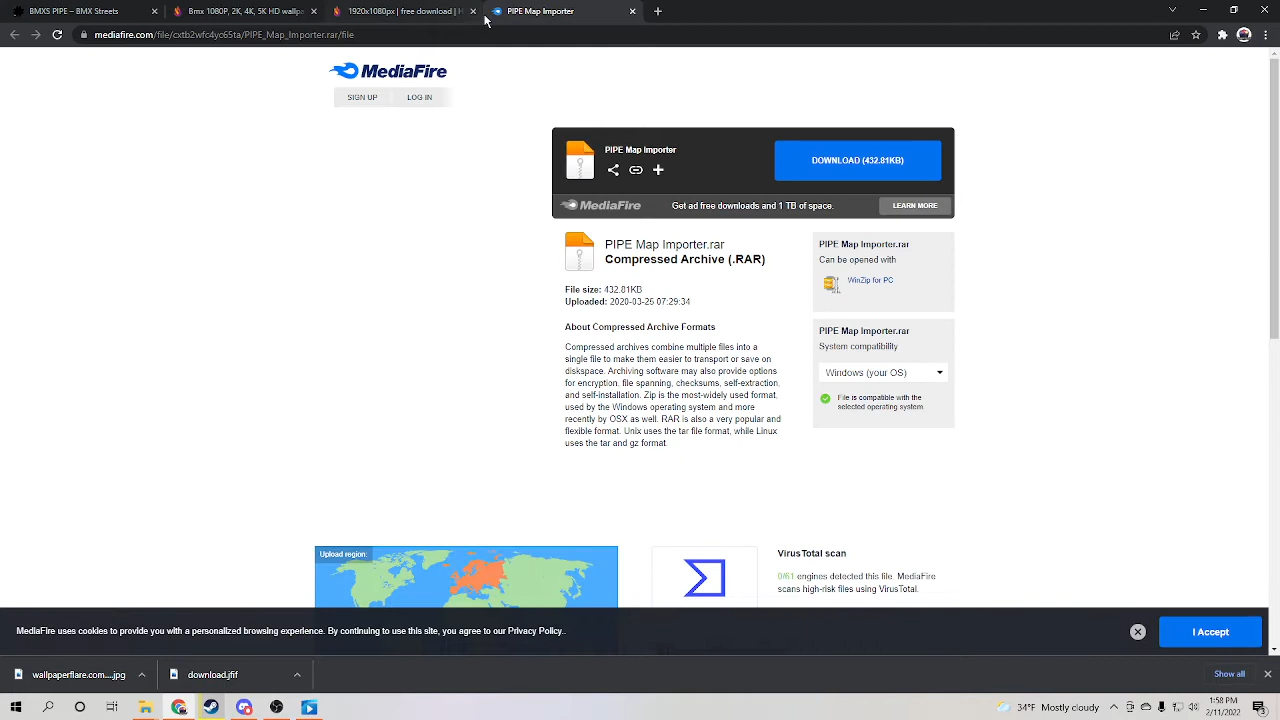 BMXS PIPE – BMX Streets
Bmx 1080P, 2K, 4K, 5K HD wallpa
1920x1080px | free download | H
PIPE Map Importer
mediafire.com/file/cxtb2wfc4yc65ta/PIPE_Map_Importer.rar/file
MediaFire
SIGN UP
LOG IN
PIPE Map Importer
DOWNLOAD (432.81KB)
MediaFire
Get ad free downloads and 1 TB of space.
LEARN MORE
PIPE Map Importer.rar
Compressed Archive (.RAR)
File size: 432.81KB
Uploaded: 2020-03-25 07:29:34
About Compressed Archive Formats
Compressed archives combine multiple files into a
single file to make them easier to transport or save on
diskspace. Archiving software may also provide options
for encryption, file spanning, checksums, self-extraction,
and self-installation. Zip is the most-widely used format,
used by the Windows operating system and more
recently by OSX as well. RAR is also a very popular and
flexible format. Unix uses the tar file format, while Linux
uses the tar and gz format.
PIPE Map Importer.rar
Can be opened with
WinZip for PC
PIPE Map Importer.rar
System compatibility
Windows (your OS)
File is compatible with the
selected operating system
Upload region:
VirusTotal scan
0/61 engines detected this file. MediaFire
scans high-risk files using VirusTotal.
MediaFire uses cookies to provide you with a personalized browsing experience. By continuing to use this site, you agree to our Privacy Policy..
I Accept
wallpaperflare.com....jpg
download.jfif
Show all
34°F Mostly cloudy
1:58 PM
2/11/2022
3